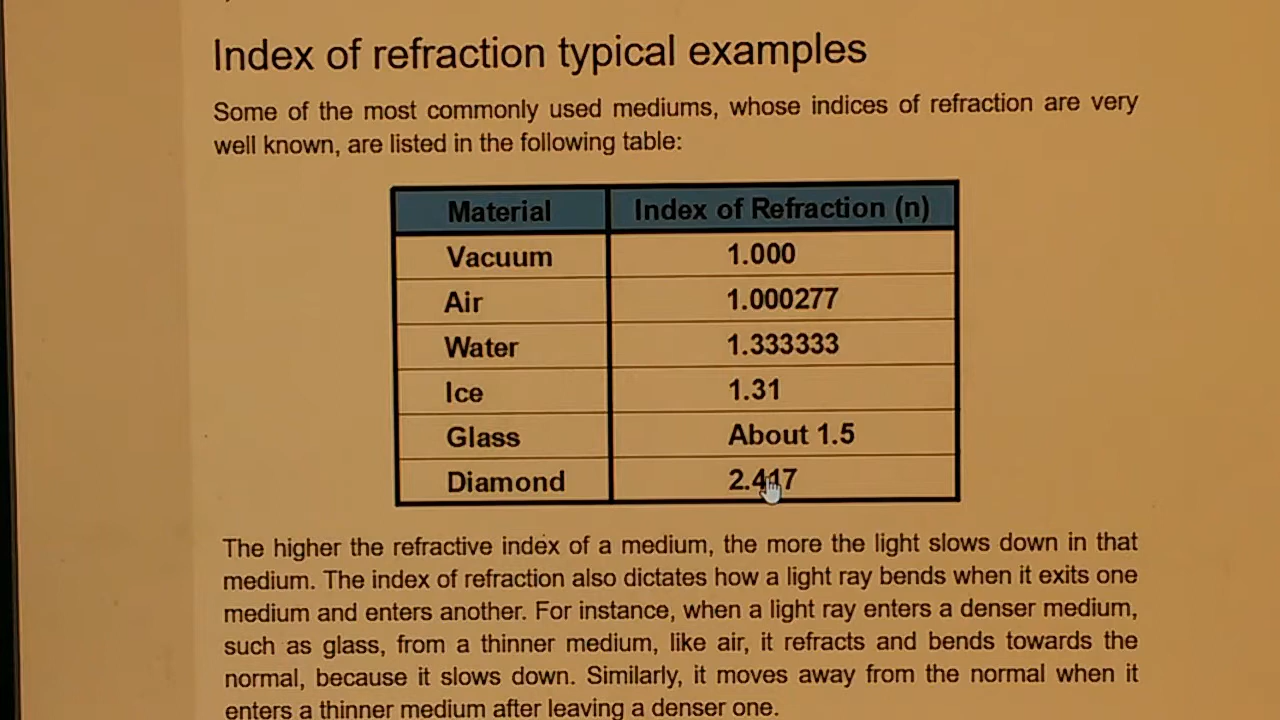 Index of refraction typical examples
Some of the most commonly used mediums, whose indices of refraction are very
well known, are listed in the following table:
Material Index of Refraction (n)
Vacuum 1.000
Air 1.000277
Water 1.333333
Ice 1.31
Glass About 1.5
Diamond 2.417
The higher the refractive index of a medium, the more the light slows down in that
medium. The index of refraction also dictates how a light ray bends when it exits one
medium and enters another. For instance, when a light ray enters a denser medium,
such as glass, from a thinner medium, like air, it refracts and bends towards the
normal, because it slows down. Similarly, it moves away from the normal when it
enters a thinner medium after leaving a denser one.